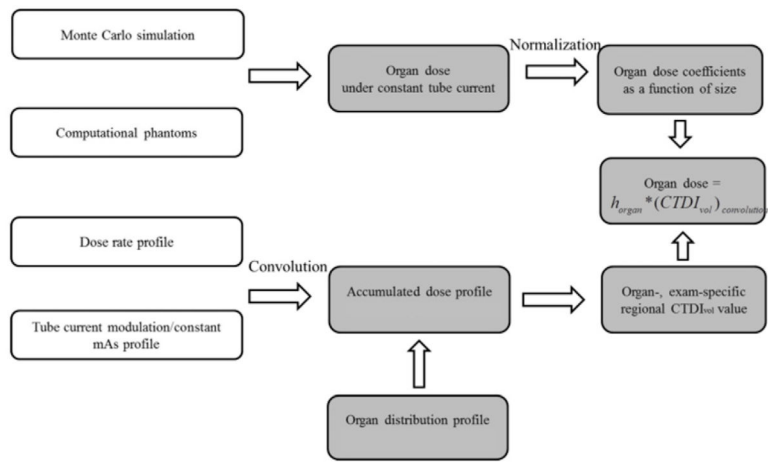 Monte Carlo simulation
Computational phantoms
Organ dose
under constant tube current
Normalization
Organ dose coefficients
as a function of size
Organ dose =
h_organ *(CTDI_vol)_convolution
Dose rate profile
Tube current modulation/constant
mAs profile
Convolution
Accumulated dose profile
Organ-, exam-specific
regional CTDIvol value
Organ distribution profile